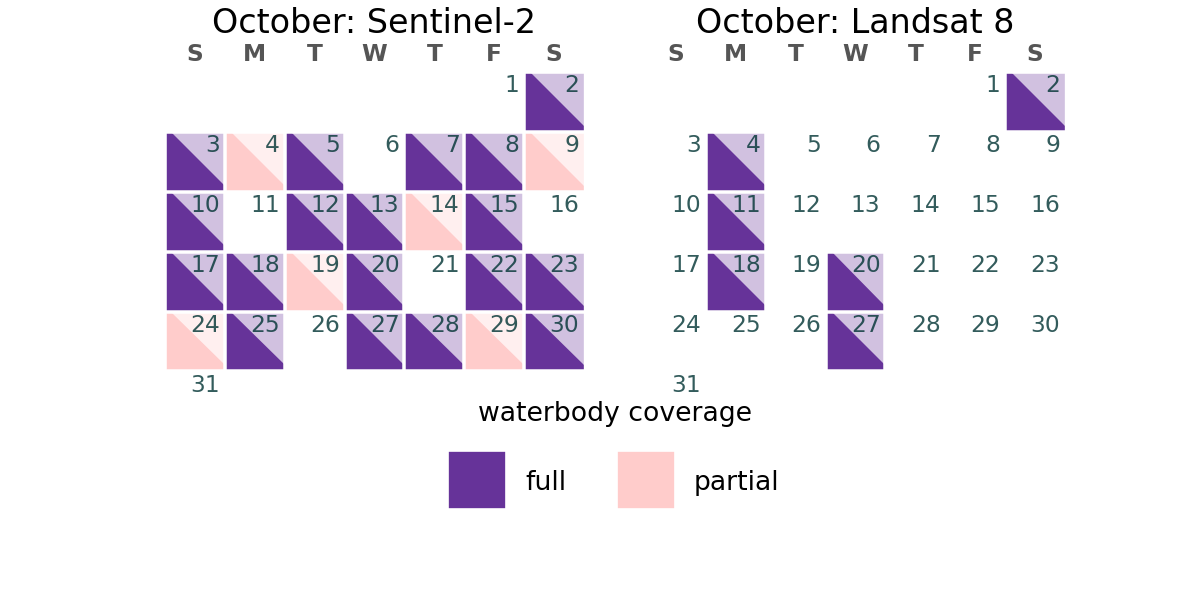 October: Sentinel-2
S M T W T F S
1 2
3 4 5 6 7 8 9
10 11 12 13 14 15 16
17 18 19 20 21 22 23
24 25 26 27 28 29 30
31
October: Landsat 8
S M T W T F S
1 2
3 4 5 6 7 8 9
10 11 12 13 14 15 16
17 18 19 20 21 22 23
24 25 26 27 28 29 30
31
waterbody coverage
full
partial